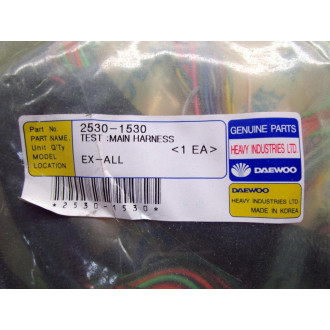 Part No. 2530-1530
PART NAME. TEST :MAIN HARNESS
Unit Q'Ty <1 EA>
MODEL EX-ALL
LOCATION
*2530-1530*
GENUINE PARTS
HEAVY INDUSTRIES LTD.
DAEWOO
DAEWOO
HEAVY INDUSTRIES LTD.
MADE IN KOREA